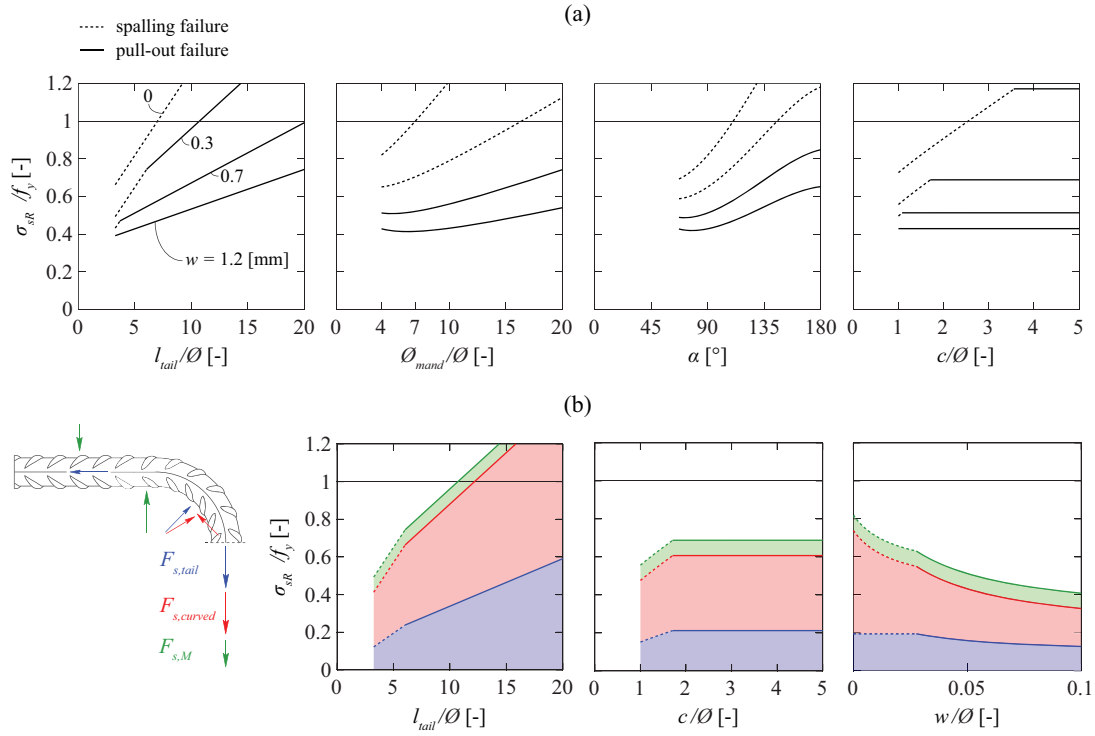 (a)
spalling failure
pull-out failure
σsR/fy [-]
1.2
1
0.8
0.6
0.4
0.2
0
0
0.3
0.7
w = 1.2 [mm]
0 5 10 15 20
ltail/Ø [-]
0 4 7 10 15 20
Ømand/Ø [-]
0 45 90 135 180
α [°]
0 1 2 3 4 5
c/Ø [-]
(b)
Fs,tail
Fs,curved
Fs,M
σsR/fy [-]
1.2
1
0.8
0.6
0.4
0.2
0
0 5 10 15 20
ltail/Ø [-]
0 1 2 3 4 5
c/Ø [-]
0 0.05 0.1
w/Ø [-]